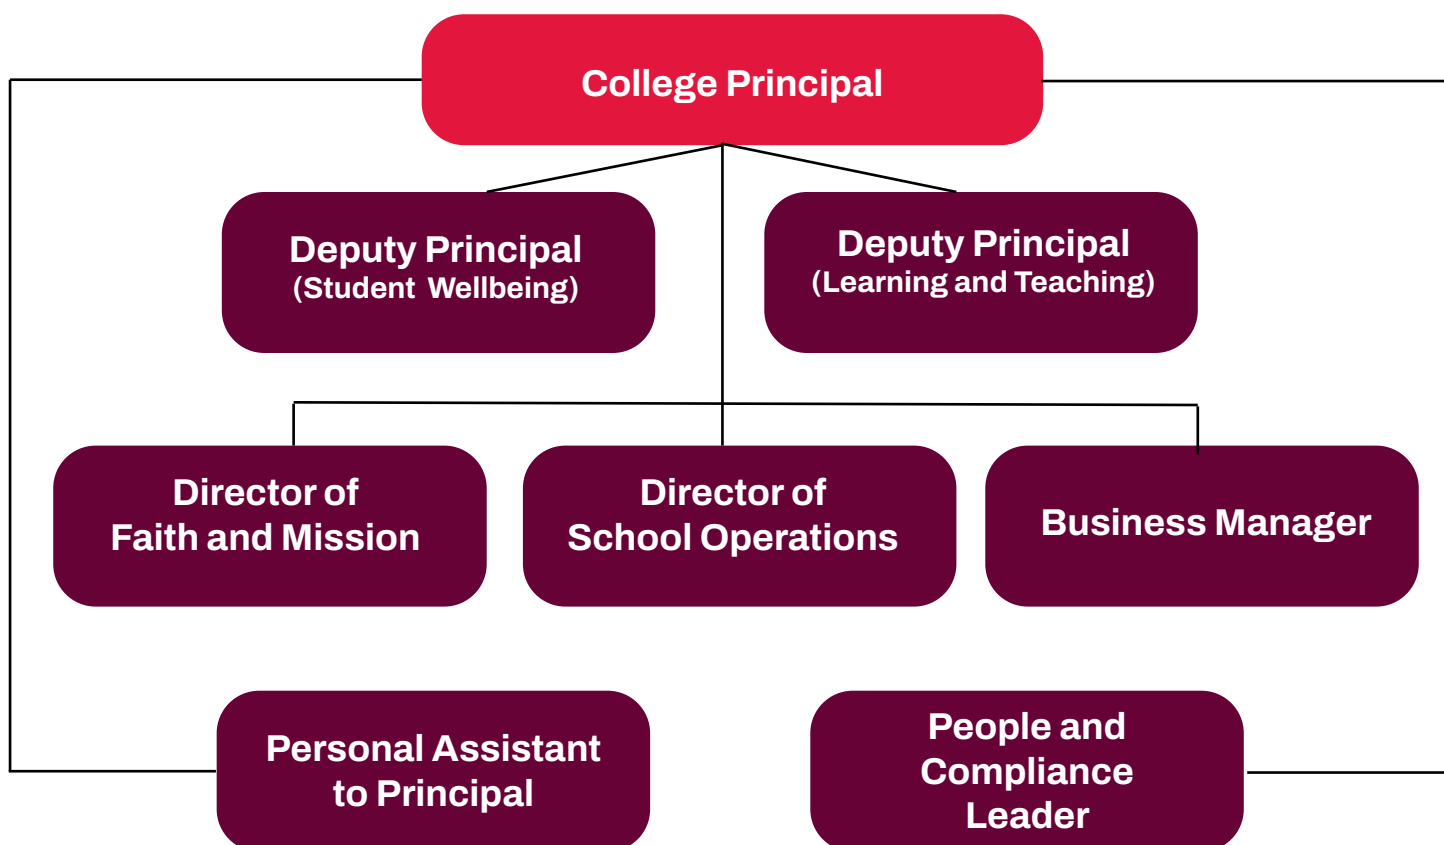 College Principal
Deputy Principal
(Student Wellbeing)
Deputy Principal
(Learning and Teaching)
Director of
Faith and Mission
Director of
School Operations
Business Manager
Personal Assistant
to Principal
People and
Compliance
Leader